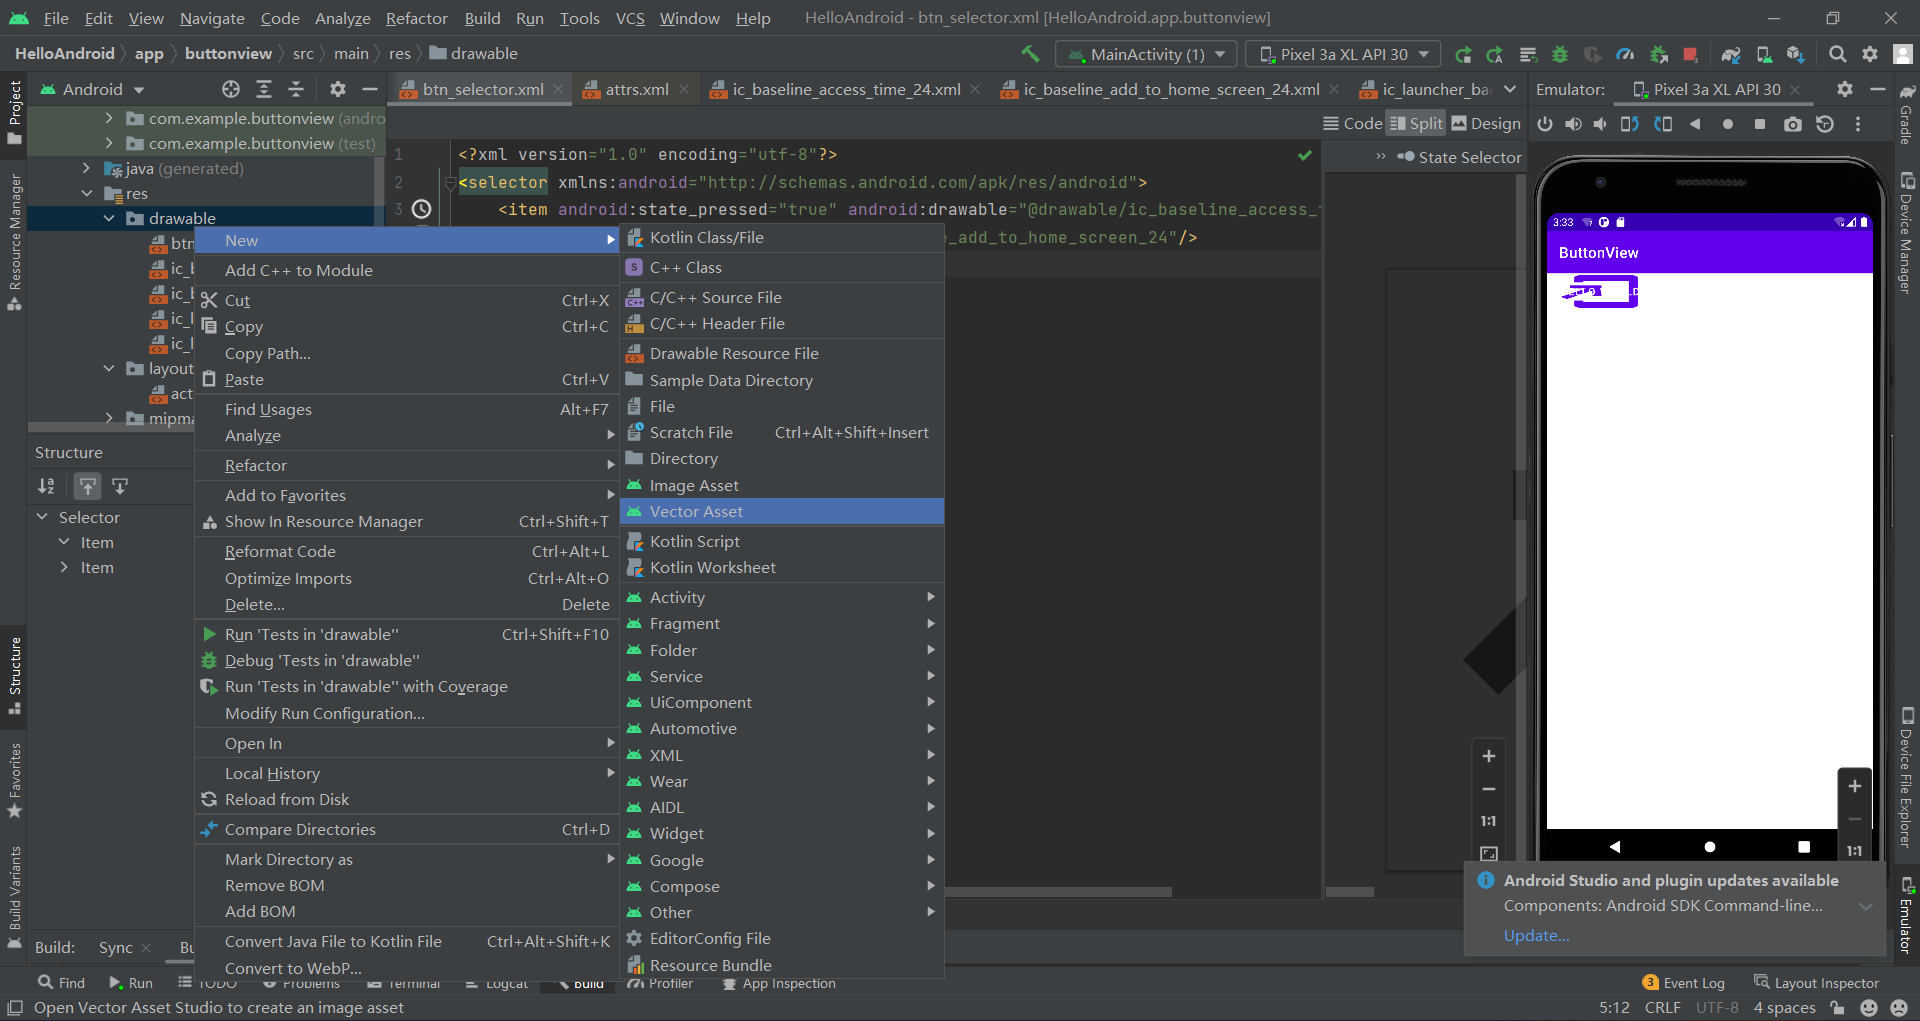 File Edit View Navigate Code Analyze Refactor Build Run Tools VCS Window Help HelloAndroid - btn_selector.xml [HelloAndroid.app.buttonview]
HelloAndroid app buttonview src main res drawable MainActivity (1) Pixel 3a XL API 30
Android btn_selector.xml attrs.xml ic_baseline_access_time_24.xml ic_baseline_add_to_home_screen_24.xml ic_launcher_ba Emulator: Pixel 3a XL API 30
com.example.buttonview (andro
com.example.buttonview (test)
java (generated)
res
drawable
btn
ic_b
ic_b
ic_l
ic_l
layout
act
mipma
Code Split Design
State Selector
1 <?xml version="1.0" encoding="utf-8"?>
2 <selector xmlns:android="http://schemas.android.com/apk/res/android">
3 <item android:state_pressed="true" android:drawable="@drawable/ic_baseline_access_
e_add_to_home_screen_24"/>
New
Add C++ to Module
Cut Ctrl+X
Copy Ctrl+C
Copy Path...
Paste Ctrl+V
Find Usages Alt+F7
Analyze
Refactor
Add to Favorites
Show In Resource Manager Ctrl+Shift+T
Reformat Code Ctrl+Alt+L
Optimize Imports Ctrl+Alt+O
Delete... Delete
Run 'Tests in 'drawable'' Ctrl+Shift+F10
Debug 'Tests in 'drawable''
Run 'Tests in 'drawable'' with Coverage
Modify Run Configuration...
Open In
Local History
Reload from Disk
Compare Directories Ctrl+D
Mark Directory as
Remove BOM
Add BOM
Convert Java File to Kotlin File Ctrl+Alt+Shift+K
Convert to WebP...
Kotlin Class/File
C++ Class
C/C++ Source File
C/C++ Header File
Drawable Resource File
Sample Data Directory
File
Scratch File Ctrl+Alt+Shift+Insert
Directory
Image Asset
Vector Asset
Kotlin Script
Kotlin Worksheet
Activity
Fragment
Folder
Service
UiComponent
Automotive
XML
Wear
AIDL
Widget
Google
Compose
Other
EditorConfig File
Resource Bundle
Structure
Selector
Item
Item
3:33
ButtonView
1:1
1:1
Android Studio and plugin updates available
Components: Android SDK Command-line...
Update...
Project
Resource Manager
Structure
Favorites
Build Variants
Gradle
Device Manager
Device File Explorer
Emulator
Build: Sync Bu
Find Run TODO Problems Terminal Logcat Build Profiler App Inspection 3 Event Log Layout Inspector
Open Vector Asset Studio to create an image asset 5:12 CRLF UTF-8 4 spaces